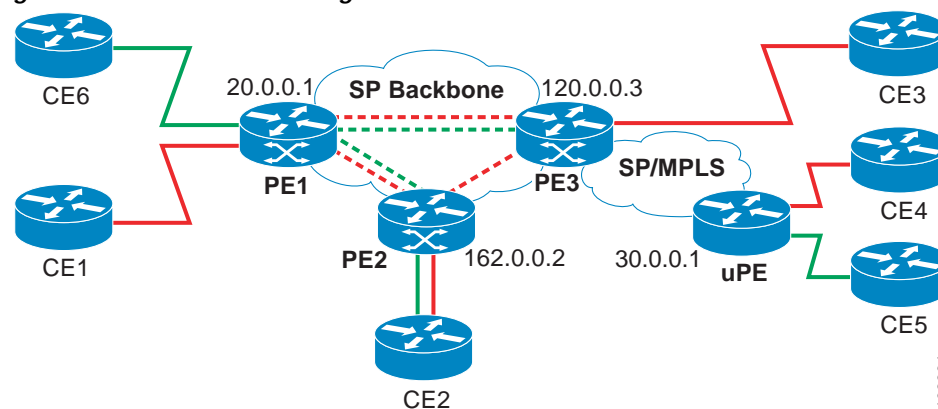 CE6
20.0.0.1
SP Backbone
120.0.0.3
CE3
PE1
PE3
SP/MPLS
CE4
CE1
PE2
162.0.0.2
30.0.0.1
uPE
CE5
CE2